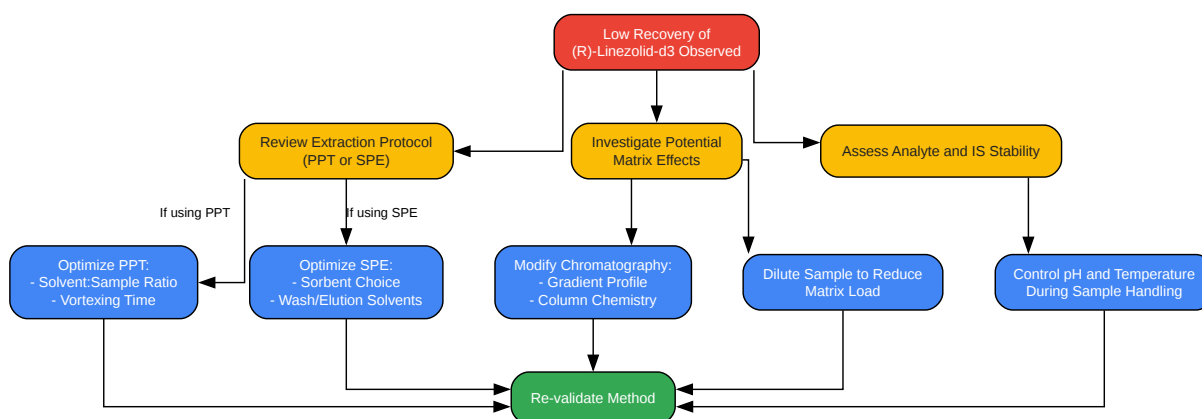 Low Recovery of
(R)-Linezolid-d3 Observed
Review Extraction Protocol
(PPT or SPE)
Investigate Potential
Matrix Effects
Assess Analyte and IS Stability
If using PPT
If using SPE
Optimize PPT:
- Solvent:Sample Ratio
- Vortexing Time
Optimize SPE:
- Sorbent Choice
- Wash/Elution Solvents
Modify Chromatography:
- Gradient Profile
- Column Chemistry
Dilute Sample to Reduce
Matrix Load
Control pH and Temperature
During Sample Handling
Re-validate Method